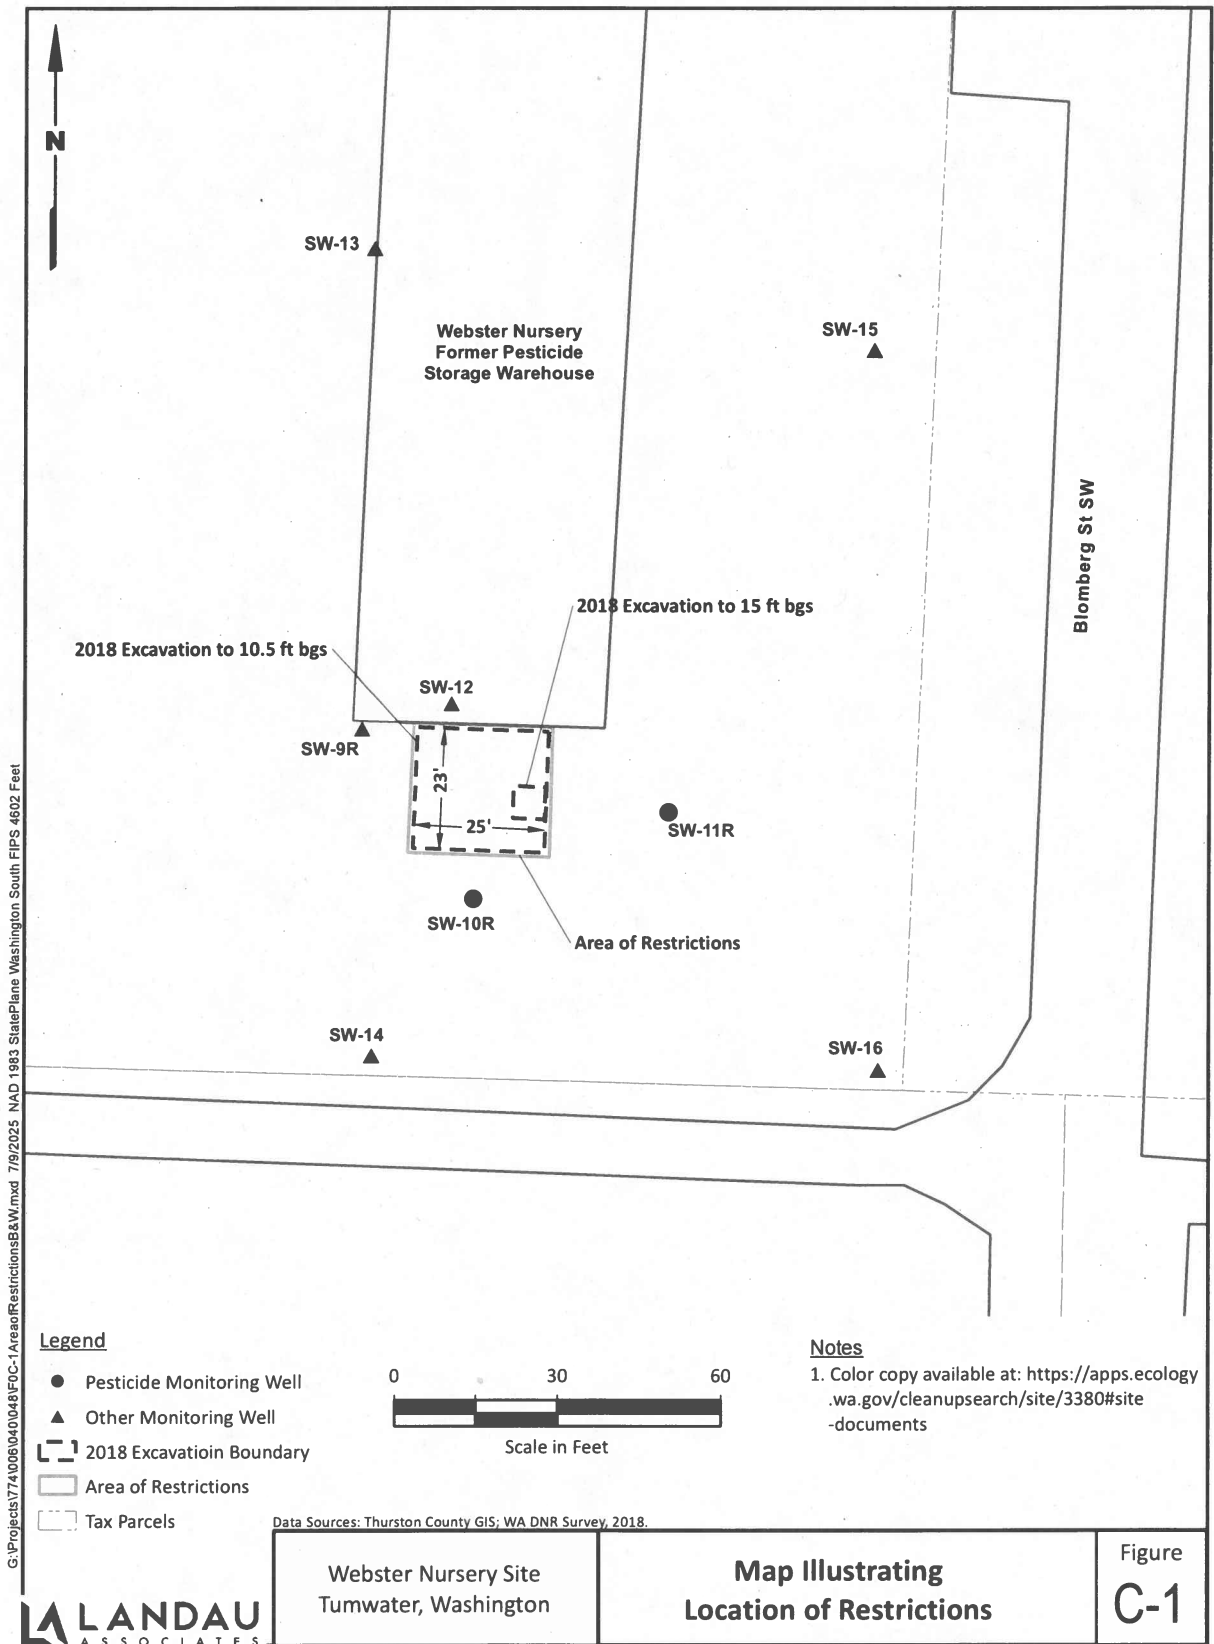 N
SW-13
SW-15
Webster Nursery
Former Pesticide
Storage Warehouse
Blomberg St SW
2018 Excavation to 15 ft bgs
2018 Excavation to 10.5 ft bgs
SW-12
SW-9R
23'
25'
SW-11R
SW-10R
Area of Restrictions
SW-14
SW-16
G:\Projects\774\006\040\048\F0C-1AreaofRestrictionsB&W.mxd 7/9/2025 NAD 1983 StatePlane Washington South FIPS 4602 Feet
Legend
Pesticide Monitoring Well
Other Monitoring Well
2018 Excavatioin Boundary
Area of Restrictions
Tax Parcels
0 30 60
Scale in Feet
Notes
1. Color copy available at: https://apps.ecology
.wa.gov/cleanupsearch/site/3380#site
-documents
Data Sources: Thurston County GIS; WA DNR Survey, 2018.
LANDAU
ASSOCIATES
Webster Nursery Site
Tumwater, Washington
Map Illustrating
Location of Restrictions
Figure
C-1